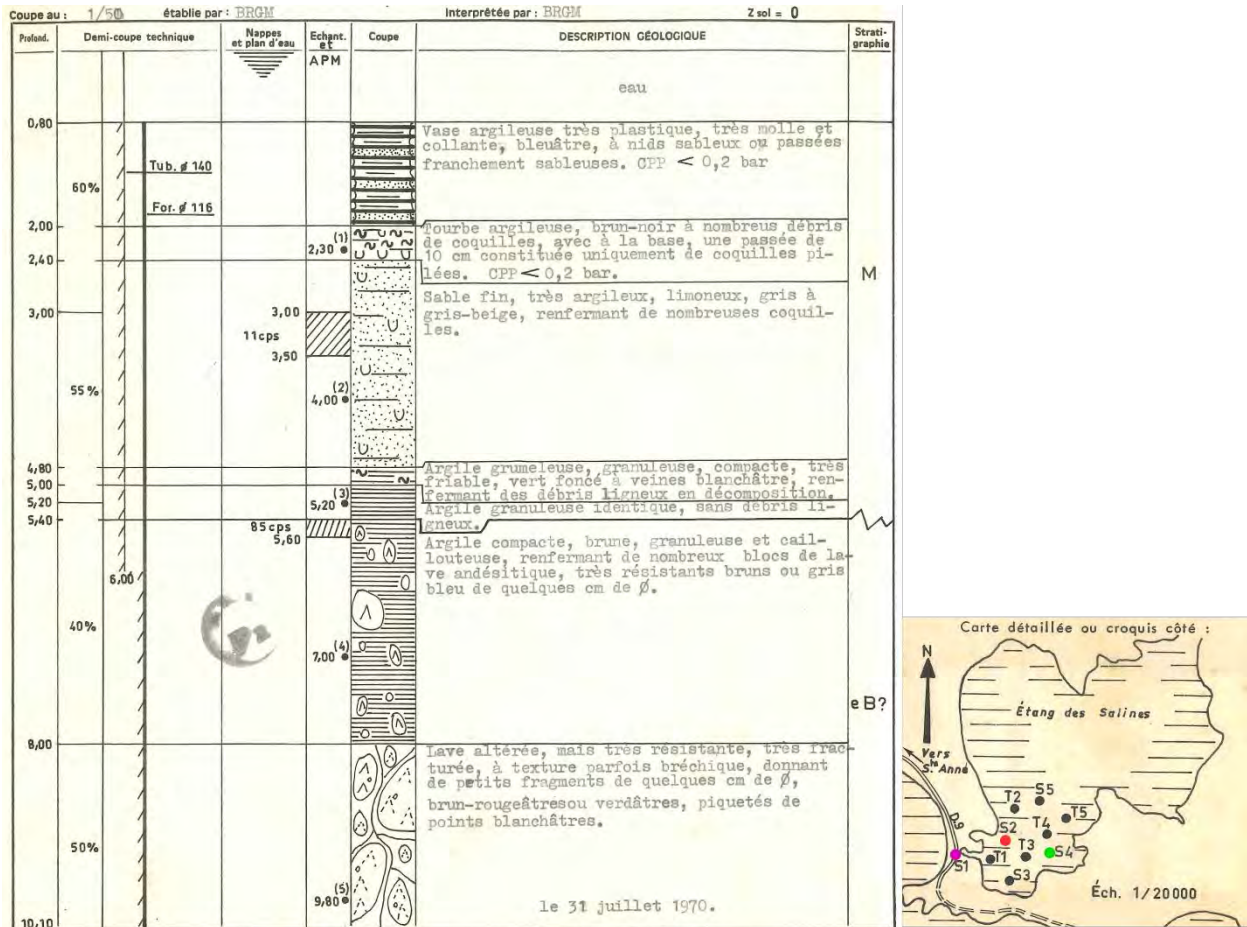 Coupe au : 1/50 établie par : BRGM Interprêtée par : BRGM Z sol = 0
Profond. Demi-coupe technique Nappes et plan d'eau Echant. et APM Coupe DESCRIPTION GÉOLOGIQUE Strati-graphie
eau
0,80
Vase argileuse très plastique, très molle et
collante, bleuâtre, à nids sableux ou passées
franchement sableuses. CPP < 0,2 bar
Tub. ø 140
60%
For. ø 116
2,00
Tourbe argileuse, brun-noir à nombreus débris
de coquilles, avec à la base, une passée de
10 cm constituée uniquement de coquilles pi-
lées. CPP < 0,2 bar.
(1)
2,30
2,40
M
Sable fin, très argileux, limoneux, gris à
gris-beige, renfermant de nombreuses coquil-
les.
3,00
3,00
11cps
3,50
55%
(2)
4,00
4,80
Argile grumeleuse, granuleuse, compacte, très
friable, vert foncé à veines blanchâtre, ren-
fermant des débris ligneux en décomposition.
5,00
(3)
5,20
5,20
Argile granuleuse identique, sans débris li-
gneux.
5,40
85cps
5,60
Argile compacte, brune, granuleuse et cail-
louteuse, renfermant de nombreux blocs de la-
ve andésitique, très résistants bruns ou gris
bleu de quelques cm de Ø.
6,00
40%
(4)
7,00
e B?
8,00
Lave altérée, mais très résistante, très frac-
turée, à texture parfois bréchique, donnant
de petits fragments de quelques cm de Ø,
brun-rougeâtresou verdâtres, piquetés de
points blanchâtres.
50%
(5)
9,80
le 31 juillet 1970.
10,10
Carte détaillée ou croquis côté :
N
Étang des Salines
Vers
Ste Anne
D.9
S5
T2
T5
T4
S2
S4
T3
T1
S1
S3
Éch. 1/20000